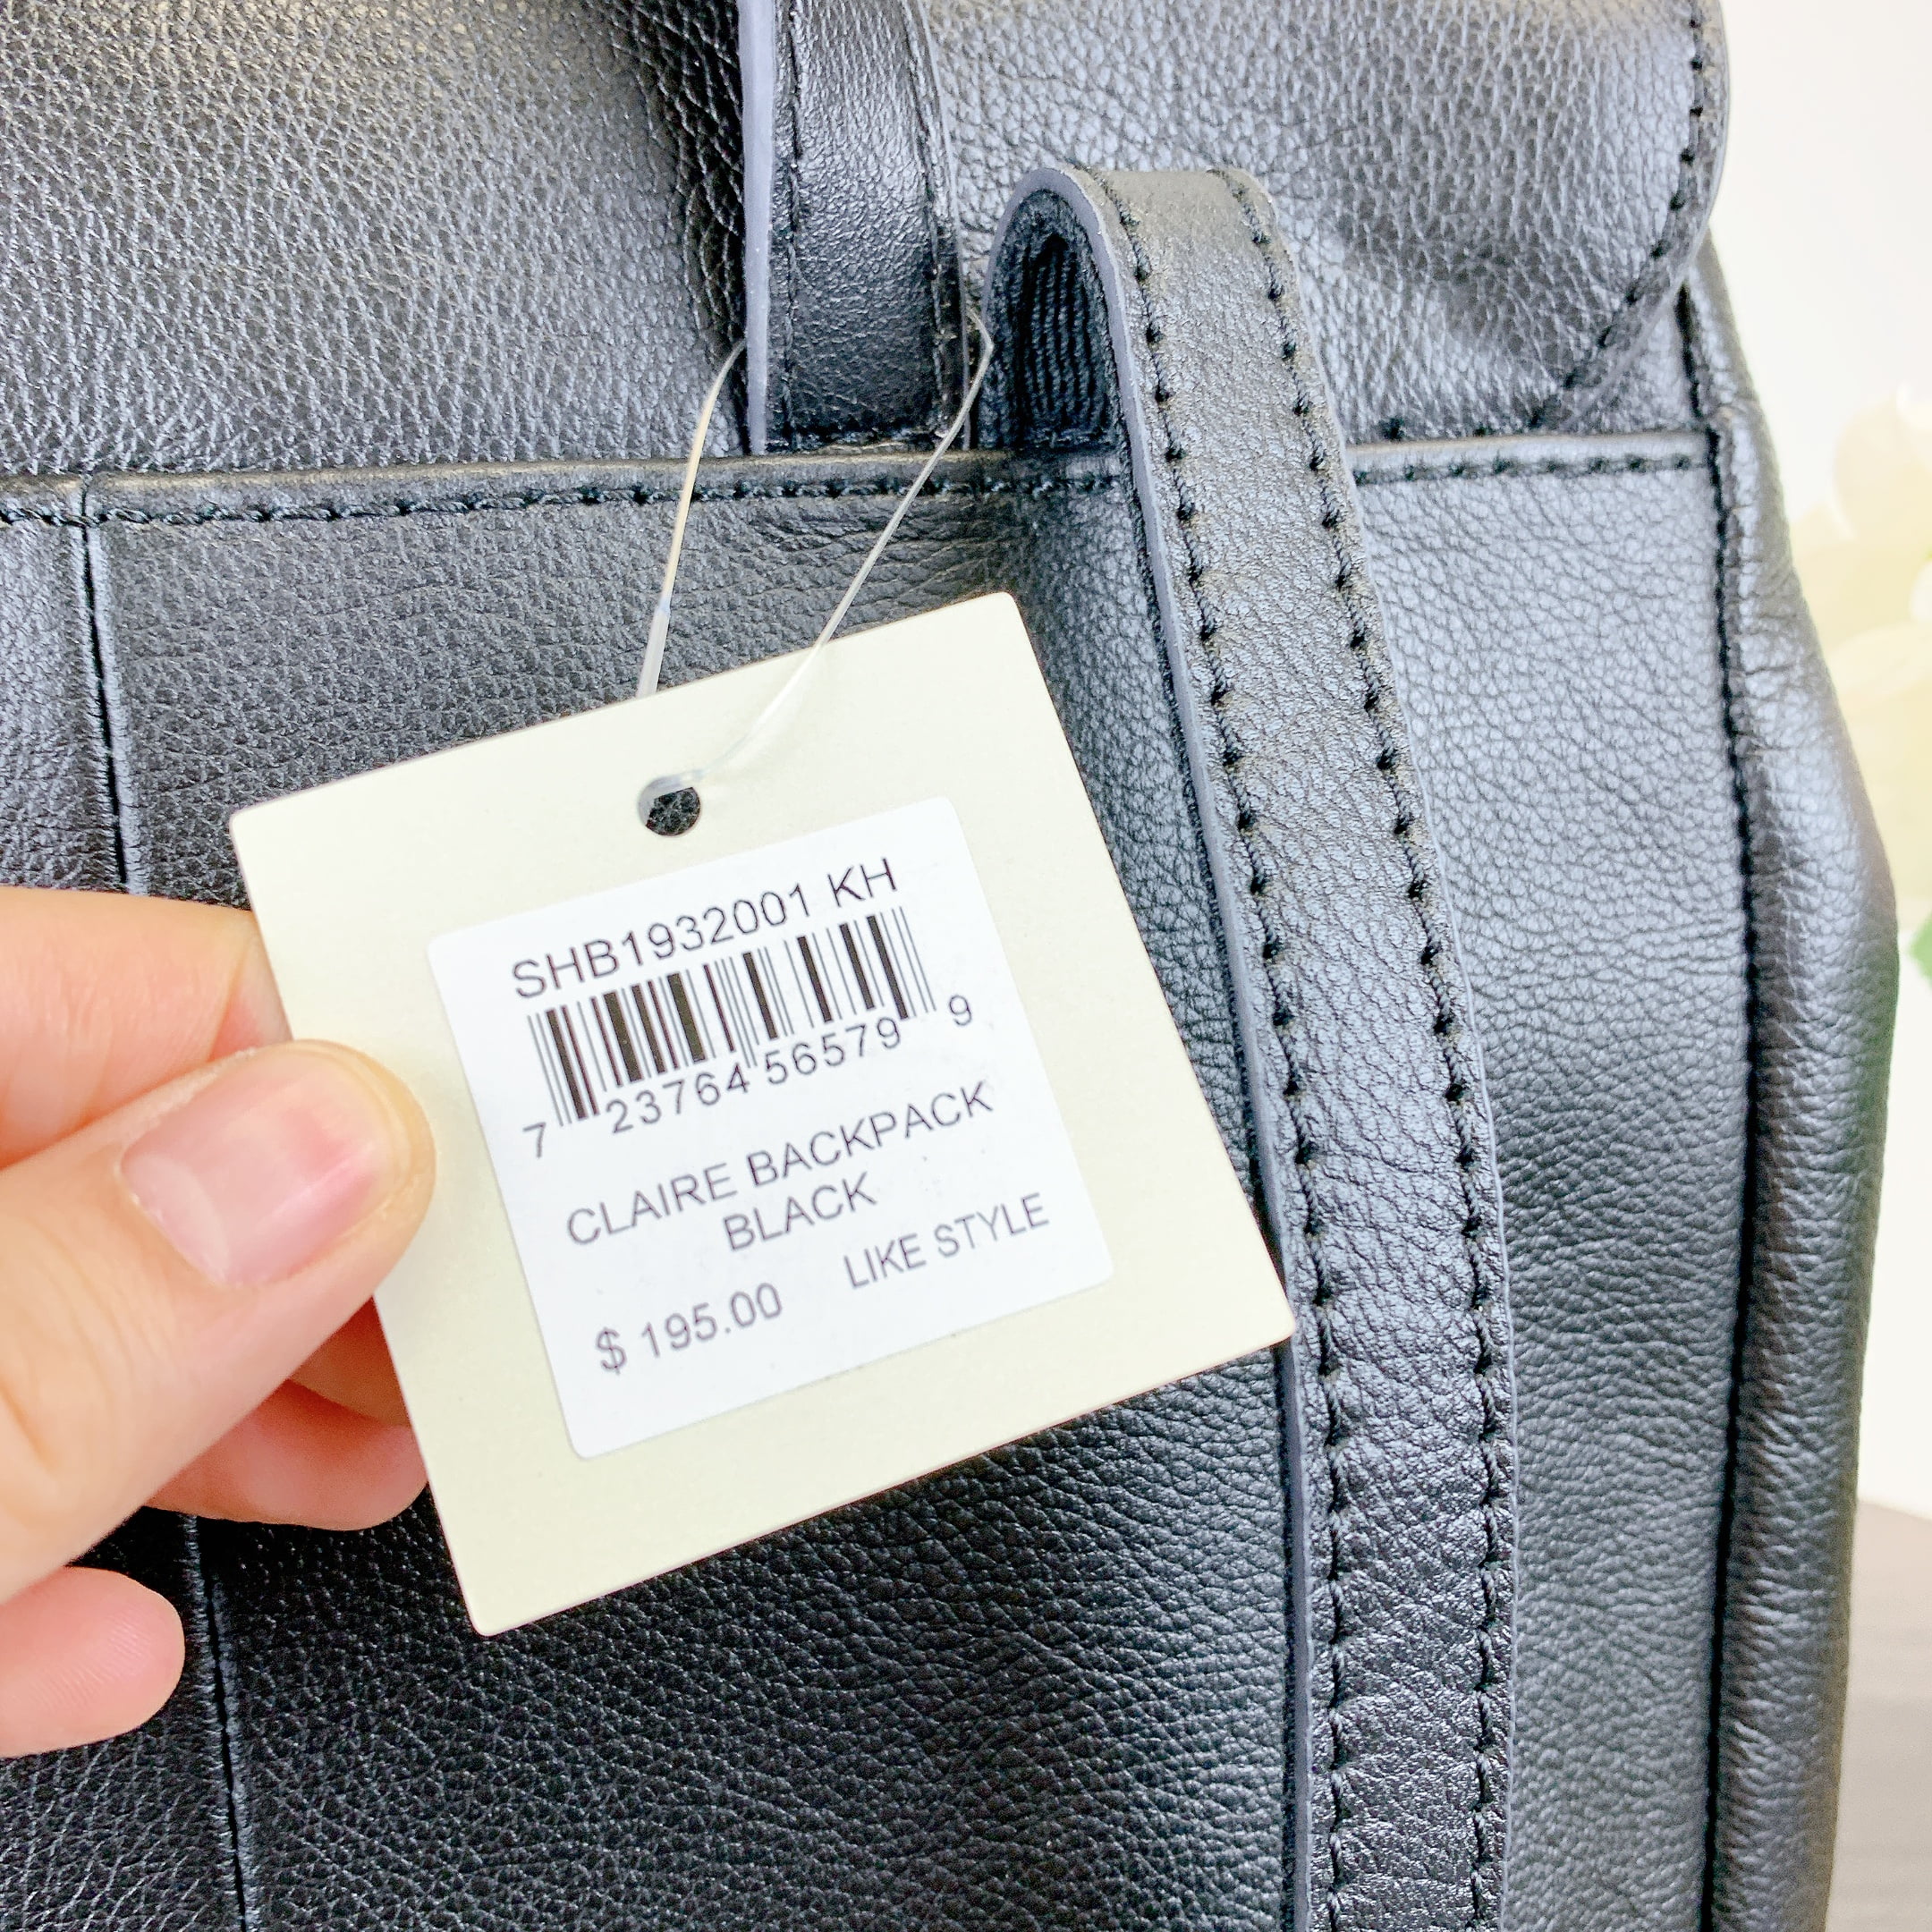 SHB1932001 KH
7 23764 56579 9
CLAIRE BACKPACK
BLACK
$ 195.00 LIKE STYLE